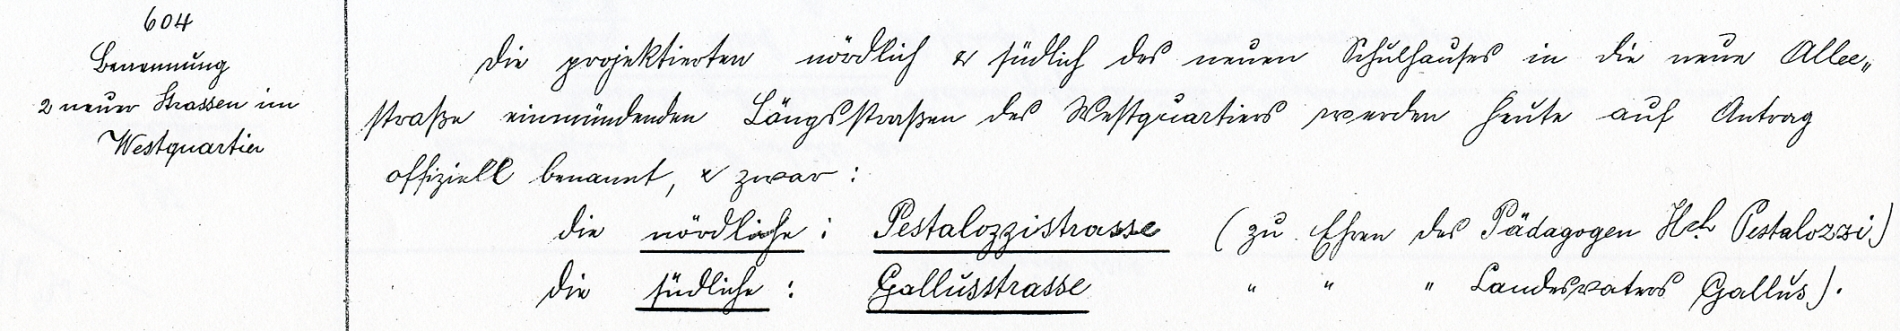 604
Benennung
2 neuer Strassen im
Westquartier
Die projektierten nördlich & südlich des neuen Schulhauses in die neue Allee„
straße einmündenden Längsstraßen des Westquartiers werden heute auf Antrag
offiziell benannt, & zwar:
die nördliche: Pestalozzistrasse (zu Ehren des Pädagogen Hch Pestalozzi)
die südliche: Gallusstrasse " " " Landesvaters Gallus).